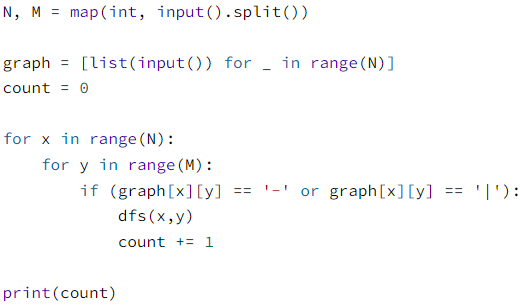 N, M = map(int, input().split())

graph = [list(input()) for _ in range(N)]
count = 0

for x in range(N):
    for y in range(M):
        if (graph[x][y] == '-' or graph[x][y] == '|'):
            dfs(x,y)
            count += 1

print(count)